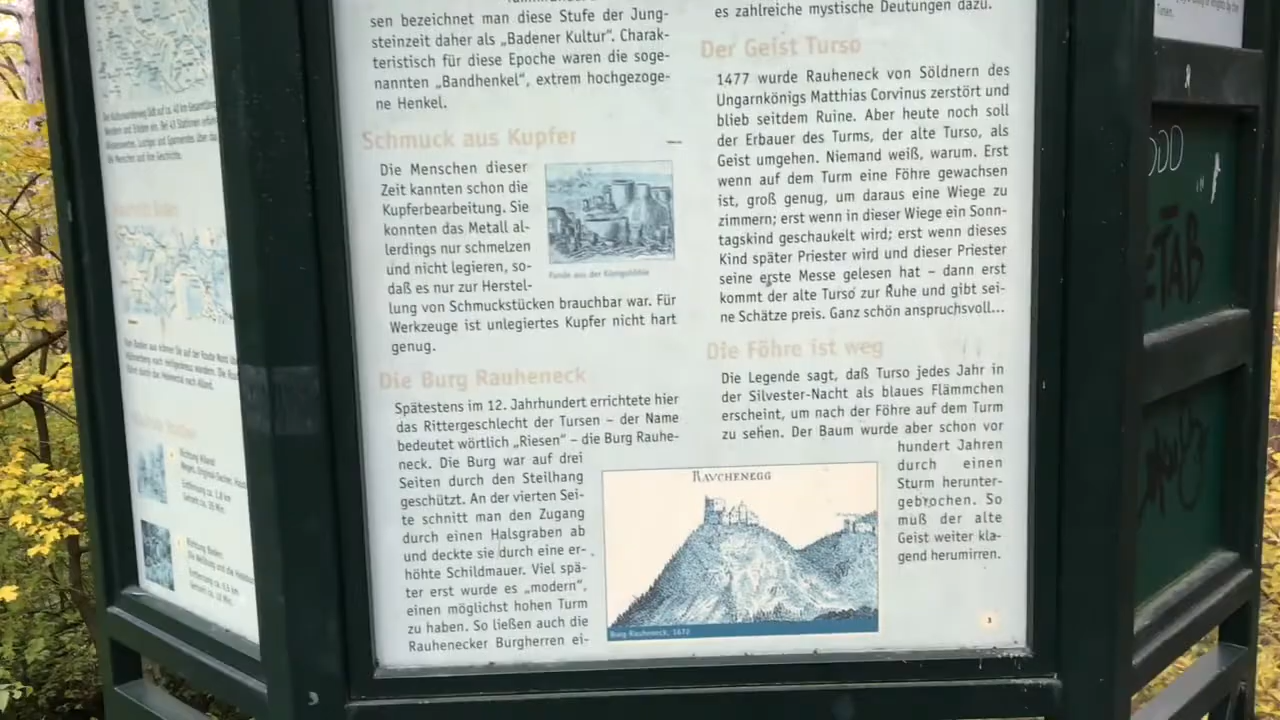 sen bezeichnet man diese Stufe der Jung-
steinzeit daher als „Badener Kultur“. Charak-
teristisch für diese Epoche waren die soge-
nannten „Bandhenkel“, extrem hochgezoge-
ne Henkel.
Schmuck aus Kupfer
Die Menschen dieser
Zeit kannten schon die
Kupferbearbeitung. Sie
konnten das Metall al-
lerdings nur schmelzen
und nicht legieren, so-
daß es nur zur Herstel-
lung von Schmuckstücken brauchbar war. Für
Werkzeuge ist unlegiertes Kupfer nicht hart
genug.
Funde aus der Königshöhle
Die Burg Rauheneck
Spätestens im 12. Jahrhundert errichtete hier
das Rittergeschlecht der Tursen – der Name
bedeutet wörtlich „Riesen“ – die Burg Rauhe-
neck. Die Burg war auf drei
Seiten durch den Steilhang
geschützt. An der vierten Sei-
te schnitt man den Zugang
durch einen Halsgraben ab
und deckte sie durch eine er-
höhte Schildmauer. Viel spä-
ter erst wurde es „modern“,
einen möglichst hohen Turm
zu haben. So ließen auch die
Rauhenecker Burgherren ei-
es zahlreiche mystische Deutungen dazu.
Der Geist Turso
1477 wurde Rauheneck von Söldnern des
Ungarnkönigs Matthias Corvinus zerstört und
blieb seitdem Ruine. Aber heute noch soll
der Erbauer des Turms, der alte Turso, als
Geist umgehen. Niemand weiß, warum. Erst
wenn auf dem Turm eine Föhre gewachsen
ist, groß genug, um daraus eine Wiege zu
zimmern; erst wenn in dieser Wiege ein Sonn-
tagskind geschaukelt wird; erst wenn dieses
Kind später Priester wird und dieser Priester
seine erste Messe gelesen hat – dann erst
kommt der alte Turso zur Ruhe und gibt sei-
ne Schätze preis. Ganz schön anspruchsvoll...
Die Föhre ist weg
Die Legende sagt, daß Turso jedes Jahr in
der Silvester-Nacht als blaues Flämmchen
erscheint, um nach der Föhre auf dem Turm
zu sehen. Der Baum wurde aber schon vor
hundert Jahren
durch einen
Sturm herunter-
gebrochen. So
muß der alte
Geist weiter kla-
gend herumirren.
RAVCHENEGG
Burg Rauheneck, 1672
3